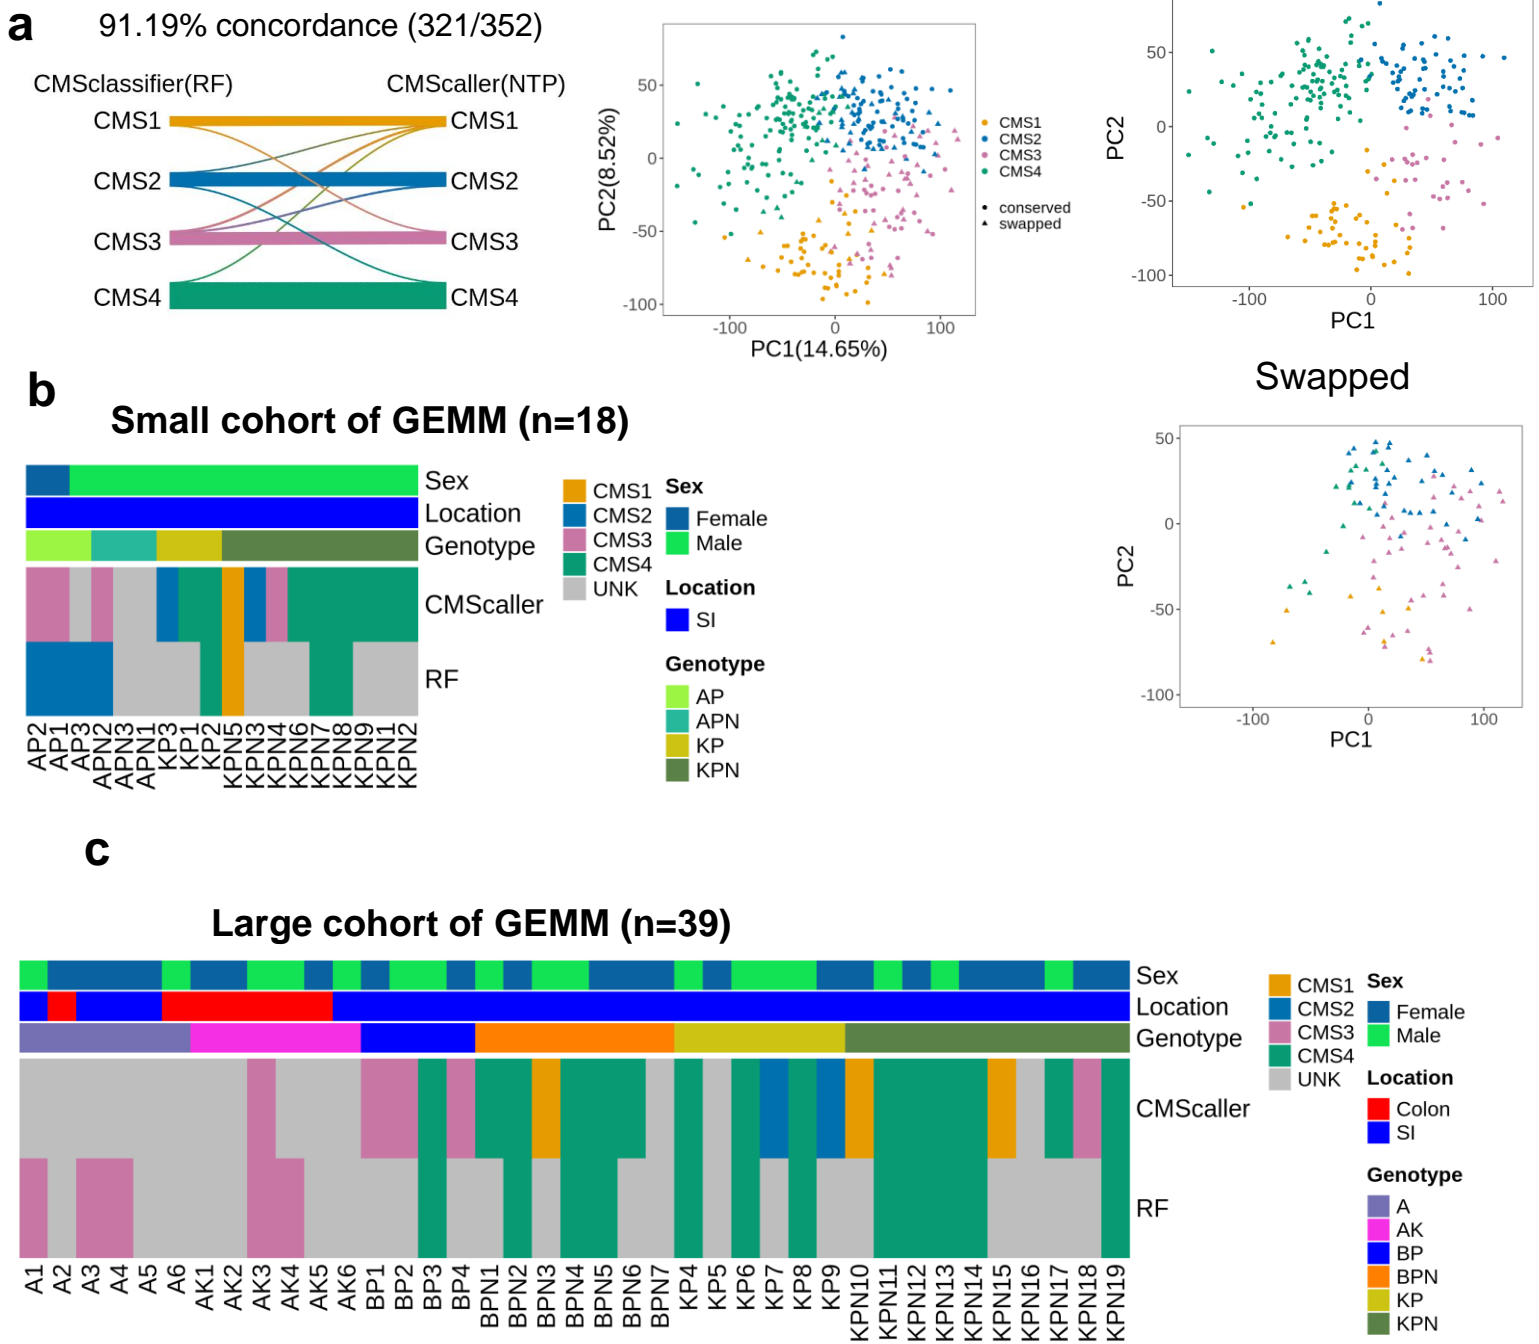 a
91.19% concordance (321/352)
CMSclassifier(RF)
CMScaller(NTP)
CMS1
CMS2
CMS3
CMS4
CMS1
CMS2
CMS3
CMS4
PC2(8.52%)
50
0
-50
-100
-100
0
100
PC1(14.65%)
CMS1
CMS2
CMS3
CMS4
conserved
swapped
PC2
50
0
-50
-100
-100
0
100
PC1
Swapped
PC2
50
0
-50
-100
-100
0
100
PC1
b
Small cohort of GEMM (n=18)
Sex
Location
Genotype
CMScaller
RF
AP2
AP1
AP3
APN2
APN3
APN1
KP3
KP1
KP2
KPN5
KPN3
KPN4
KPN6
KPN7
KPN8
KPN9
KPN1
KPN2
CMS1
CMS2
CMS3
CMS4
UNK
Sex
Female
Male
Location
SI
Genotype
AP
APN
KP
KPN
c
Large cohort of GEMM (n=39)
Sex
Location
Genotype
CMScaller
RF
A1
A2
A3
A4
A5
A6
AK1
AK2
AK3
AK4
AK5
AK6
BP1
BP2
BP3
BP4
BPN1
BPN2
BPN3
BPN4
BPN5
BPN6
BPN7
KP4
KP5
KP6
KP7
KP8
KP9
KPN10
KPN11
KPN12
KPN13
KPN14
KPN15
KPN16
KPN17
KPN18
KPN19
CMS1
CMS2
CMS3
CMS4
UNK
Sex
Female
Male
Location
Colon
SI
Genotype
A
AK
BP
BPN
KP
KPN